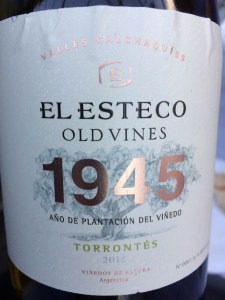 VALLES CALCHAQUÍES
EL ESTECO
OLD VINES
1945
AÑO DE PLANTACIÓN DEL VIÑEDO
TORRONTÉS
VIÑEDOS DE ALTURA
Argentina